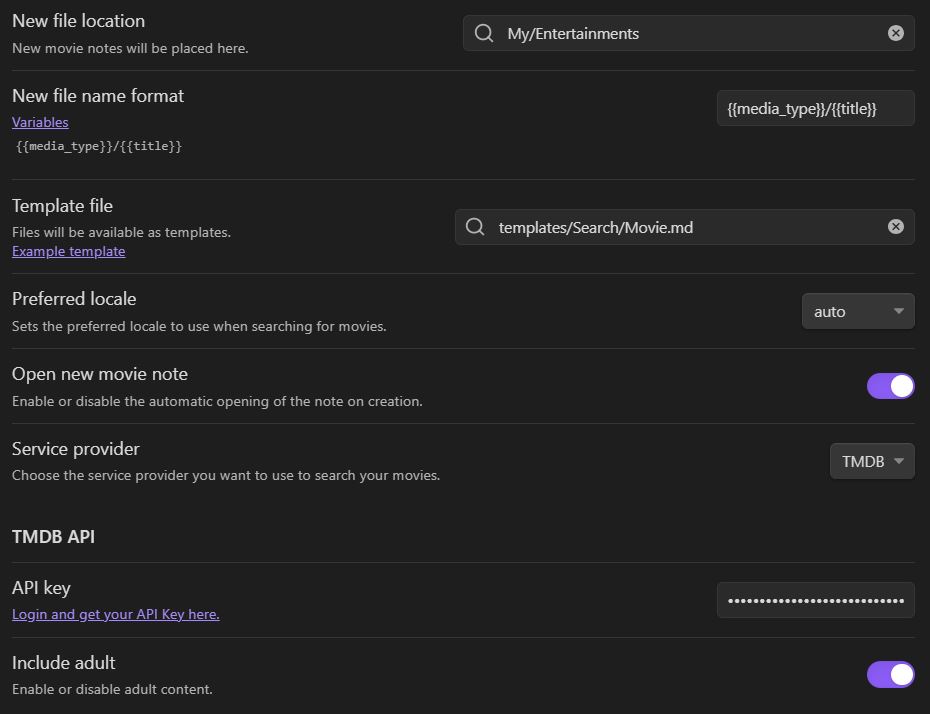 New file location
New movie notes will be placed here.
My/Entertainments
New file name format
Variables
{{media_type}}/{{title}}
{{media_type}}/{{title}}
Template file
Files will be available as templates.
Example template
templates/Search/Movie.md
Preferred locale
Sets the preferred locale to use when searching for movies.
auto
Open new movie note
Enable or disable the automatic opening of the note on creation.
Service provider
Choose the service provider you want to use to search your movies.
TMDB
TMDB API
API key
Login and get your API Key here.
Include adult
Enable or disable adult content.